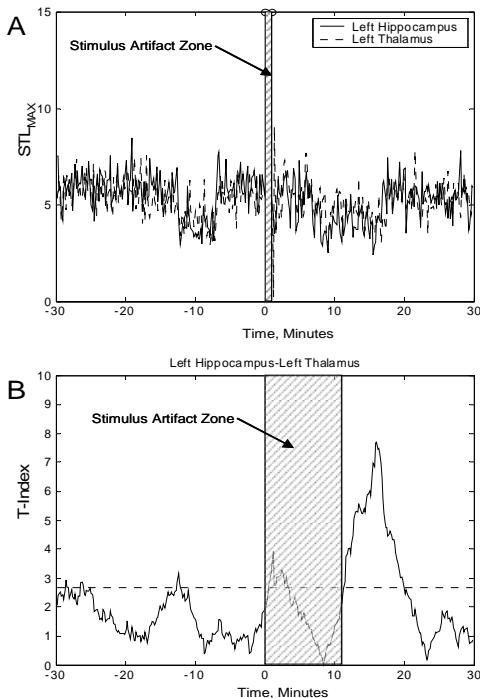 A
15
Stimulus Artifact Zone
Left Hippocampus
Left Thalamus
10
STLMAX
5
0
-30 -20 -10 0 10 20 30
Time, Minutes
Left Hippocampus-Left Thalamus
B
10
Stimulus Artifact Zone
9
8
7
6
T-Index
5
4
3
2
1
0
-30 -20 -10 0 10 20 30
Time, Minutes